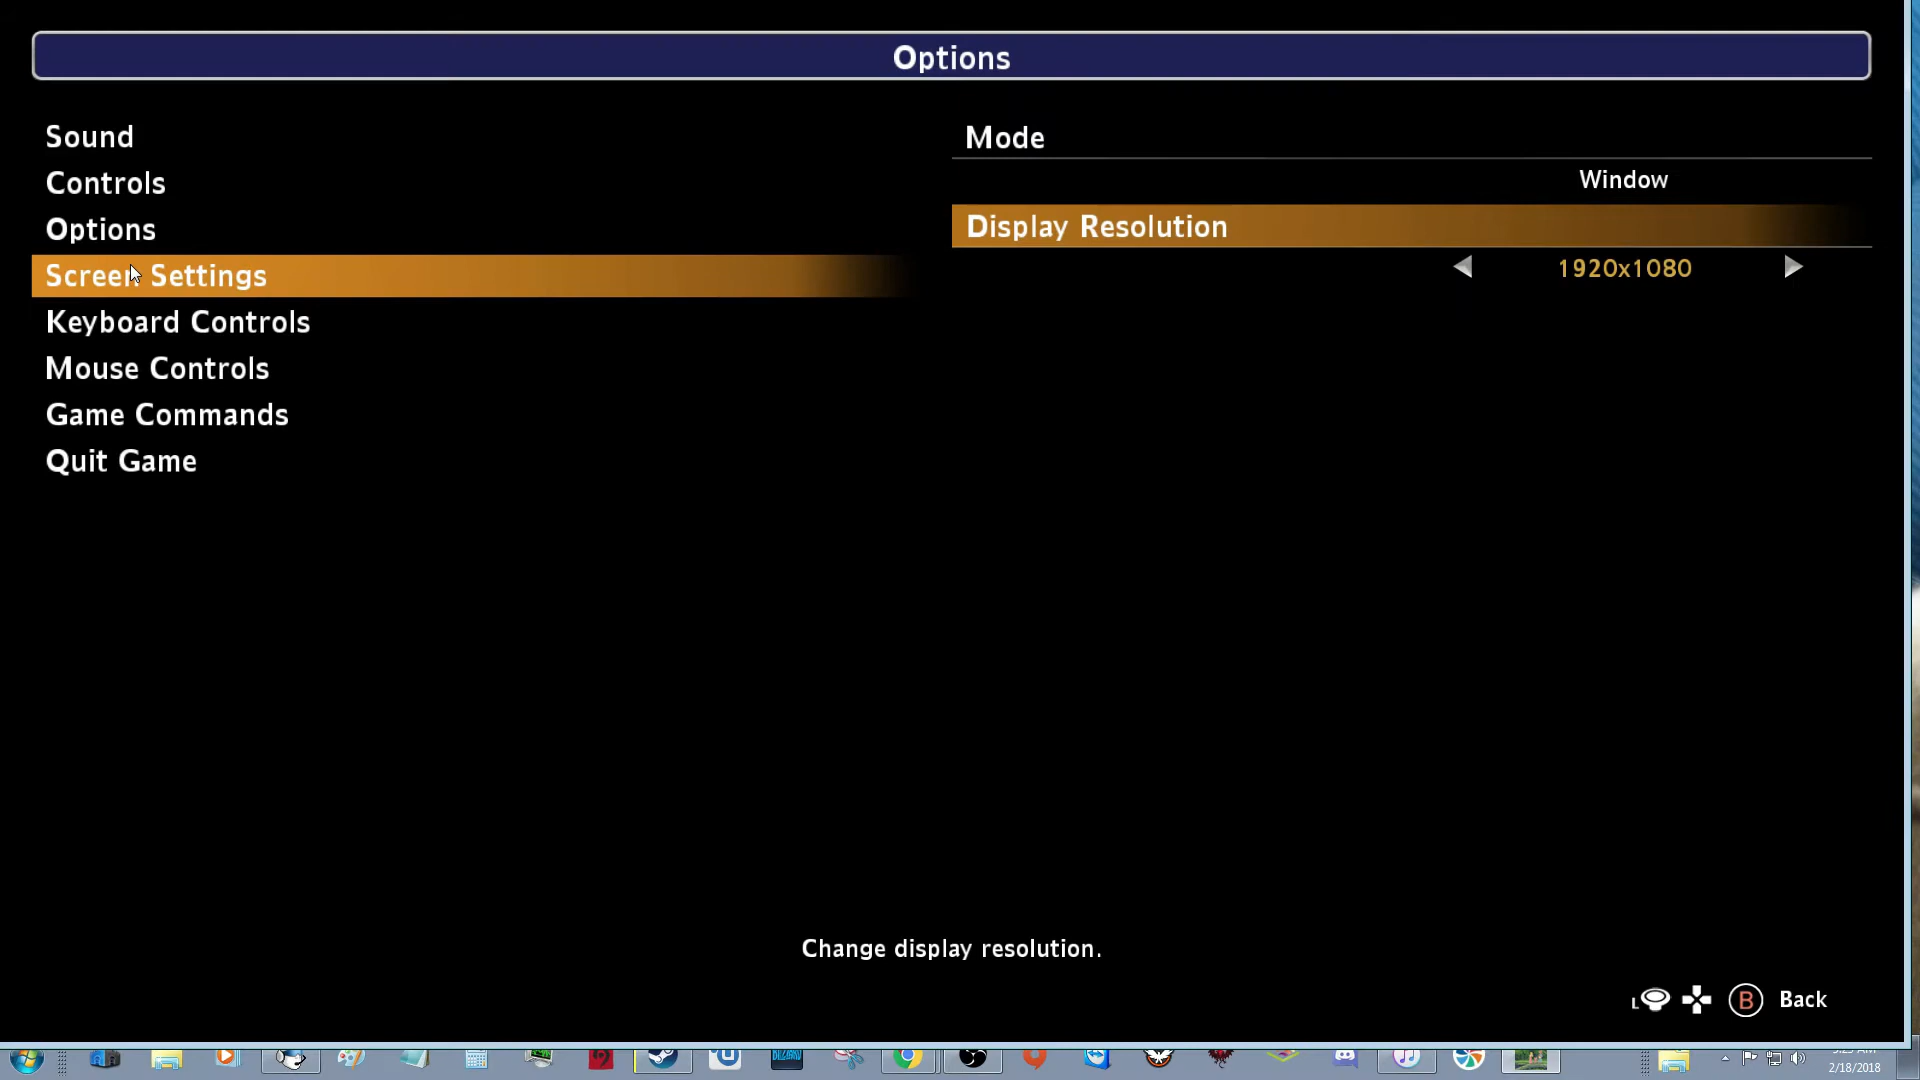 Options
Sound
Controls
Options
Screen Settings
Keyboard Controls
Mouse Controls
Game Commands
Quit Game
Mode
Window
Display Resolution
1920x1080
Change display resolution.
L
B Back
BLIZZARD
2/18/2018